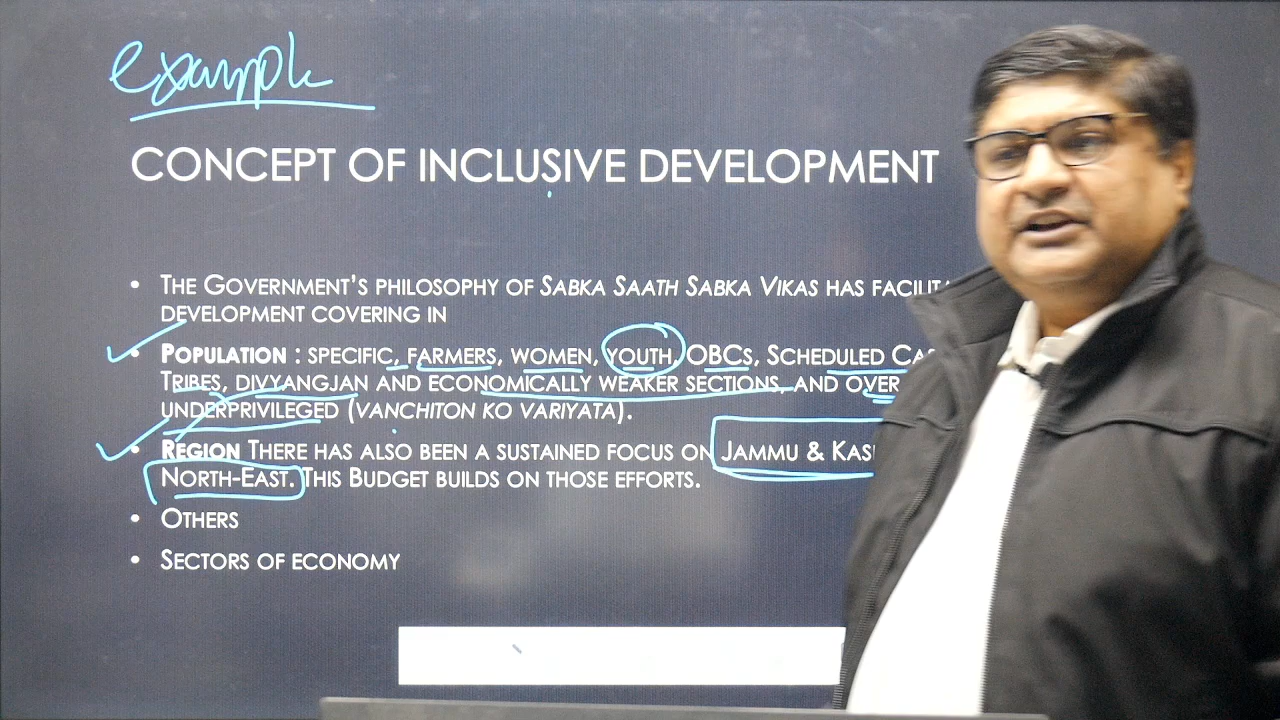 example
CONCEPT OF INCLUSIVE DEVELOPMENT
• THE GOVERNMENT'S PHILOSOPHY OF SABKA SAATH SABKA VIKAS HAS
DEVELOPMENT COVERING IN
• POPULATION : SPECIFIC, FARMERS, WOMEN, YOUTH, OBCS, SCHEDULED
TRIBES, DIVYANGJAN AND ECONOMICALLY WEAKER SECTIONS, AND OVER
UNDERPRIVILEGED (VANCHITON KO VARIYATA).
• REGION THERE HAS ALSO BEEN A SUSTAINED FOCUS ON JAMMU &
NORTH-EAST. THIS BUDGET BUILDS ON THOSE EFFORTS.
• OTHERS
• SECTORS OF ECONOMY